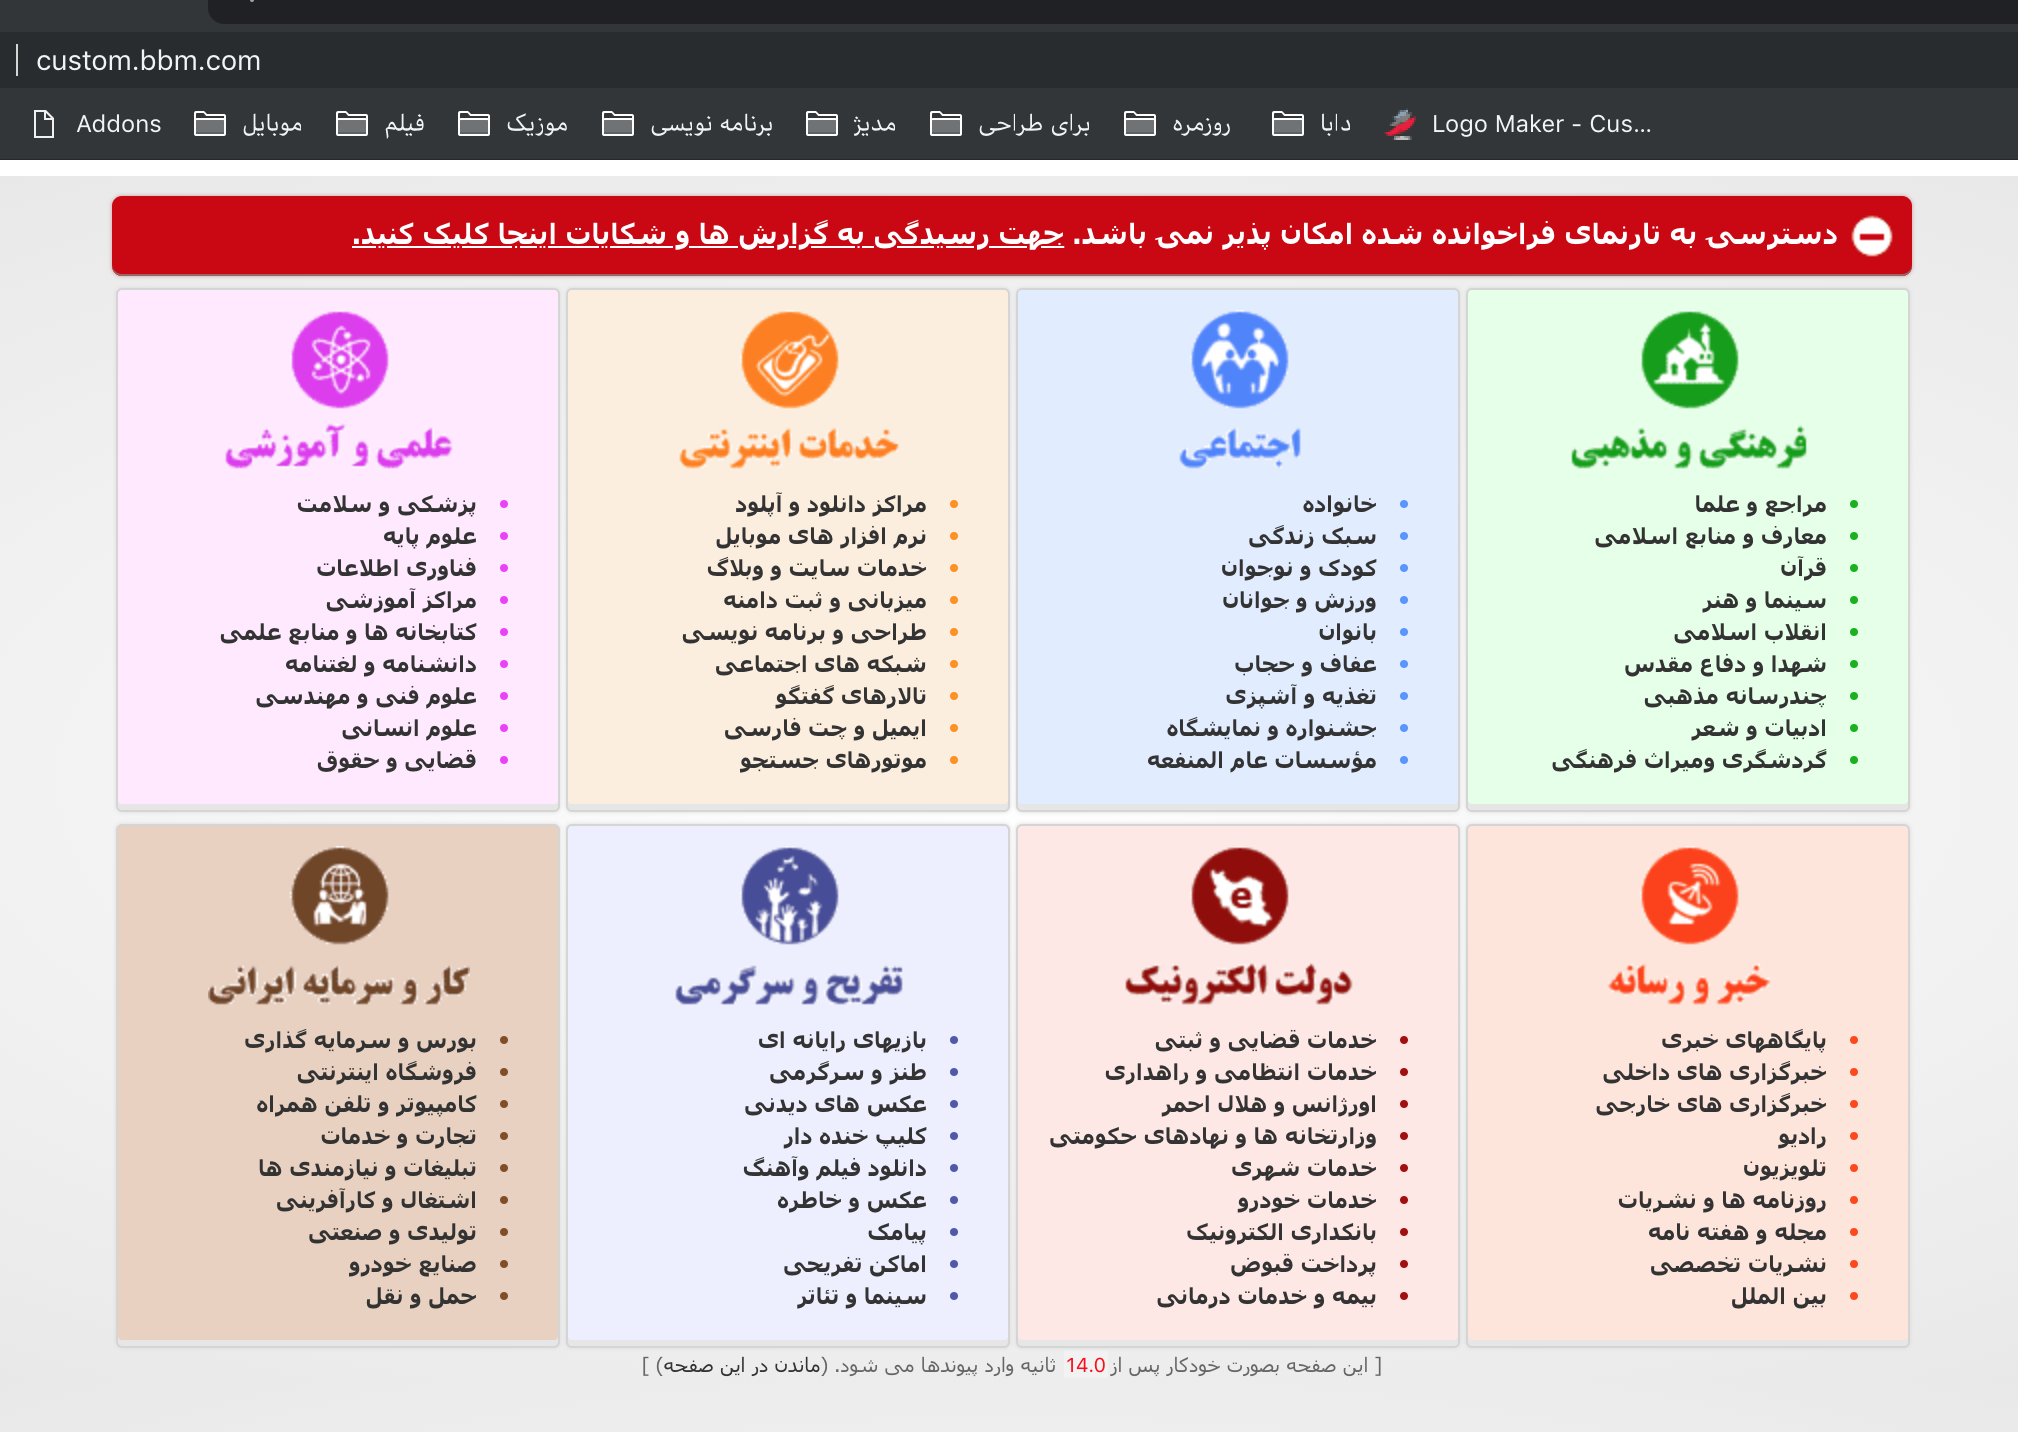 custom.bbm.com
Addons موبایل فیلم موزیک برنامه نویسی مدیژ برای طراحی روزمره دابا Logo Maker - Cus...
دسترسی به تارنمای فراخوانده شده امکان پذیر نمی باشد. جهت رسیدگی به گزارش ها و شکایات اینجا کلیک کنید.
فرهنگی و مذهبی
مراجع و علما
معارف و منابع اسلامی
قرآن
سینما و هنر
انقلاب اسلامی
شهدا و دفاع مقدس
چندرسانه مذهبی
ادبیات و شعر
گردشگری ومیراث فرهنگی
اجتماعی
خانواده
سبک زندگی
کودک و نوجوان
ورزش و جوانان
بانوان
عفاف و حجاب
تغذیه و آشپزی
جشنواره و نمایشگاه
مؤسسات عام المنفعه
خدمات اینترنتی
مراکز دانلود و آپلود
نرم افزار های موبایل
خدمات سایت و وبلاگ
میزبانی و ثبت دامنه
طراحی و برنامه نویسی
شبکه های اجتماعی
تالارهای گفتگو
ایمیل و چت فارسی
موتورهای جستجو
علمی و آموزشی
پزشکی و سلامت
علوم پایه
فناوری اطلاعات
مراکز آموزشی
کتابخانه ها و منابع علمی
دانشنامه و لغتنامه
علوم فنی و مهندسی
علوم انسانی
قضایی و حقوق
خبر و رسانه
پایگاههای خبری
خبرگزاری های داخلی
خبرگزاری های خارجی
رادیو
تلویزیون
روزنامه ها و نشریات
مجله و هفته نامه
نشریات تخصصی
بین الملل
دولت الکترونیک
خدمات قضایی و ثبتی
خدمات انتظامی و راهداری
اورژانس و هلال احمر
وزارتخانه ها و نهادهای حکومتی
خدمات شهری
خدمات خودرو
بانکداری الکترونیک
پرداخت قبوض
بیمه و خدمات درمانی
تفریح و سرگرمی
بازیهای رایانه ای
طنز و سرگرمی
عکس های دیدنی
کلیپ خنده دار
دانلود فیلم وآهنگ
عکس و خاطره
پیامک
اماکن تفریحی
سینما و تئاتر
کار و سرمایه ایرانی
بورس و سرمایه گذاری
فروشگاه اینترنتی
کامپیوتر و تلفن همراه
تجارت و خدمات
تبلیغات و نیازمندی ها
اشتغال و کارآفرینی
تولیدی و صنعتی
صنایع خودرو
حمل و نقل
[ این صفحه بصورت خودکار پس از 14.0 ثانیه وارد پیوندها می شود. (ماندن در این صفحه) ]